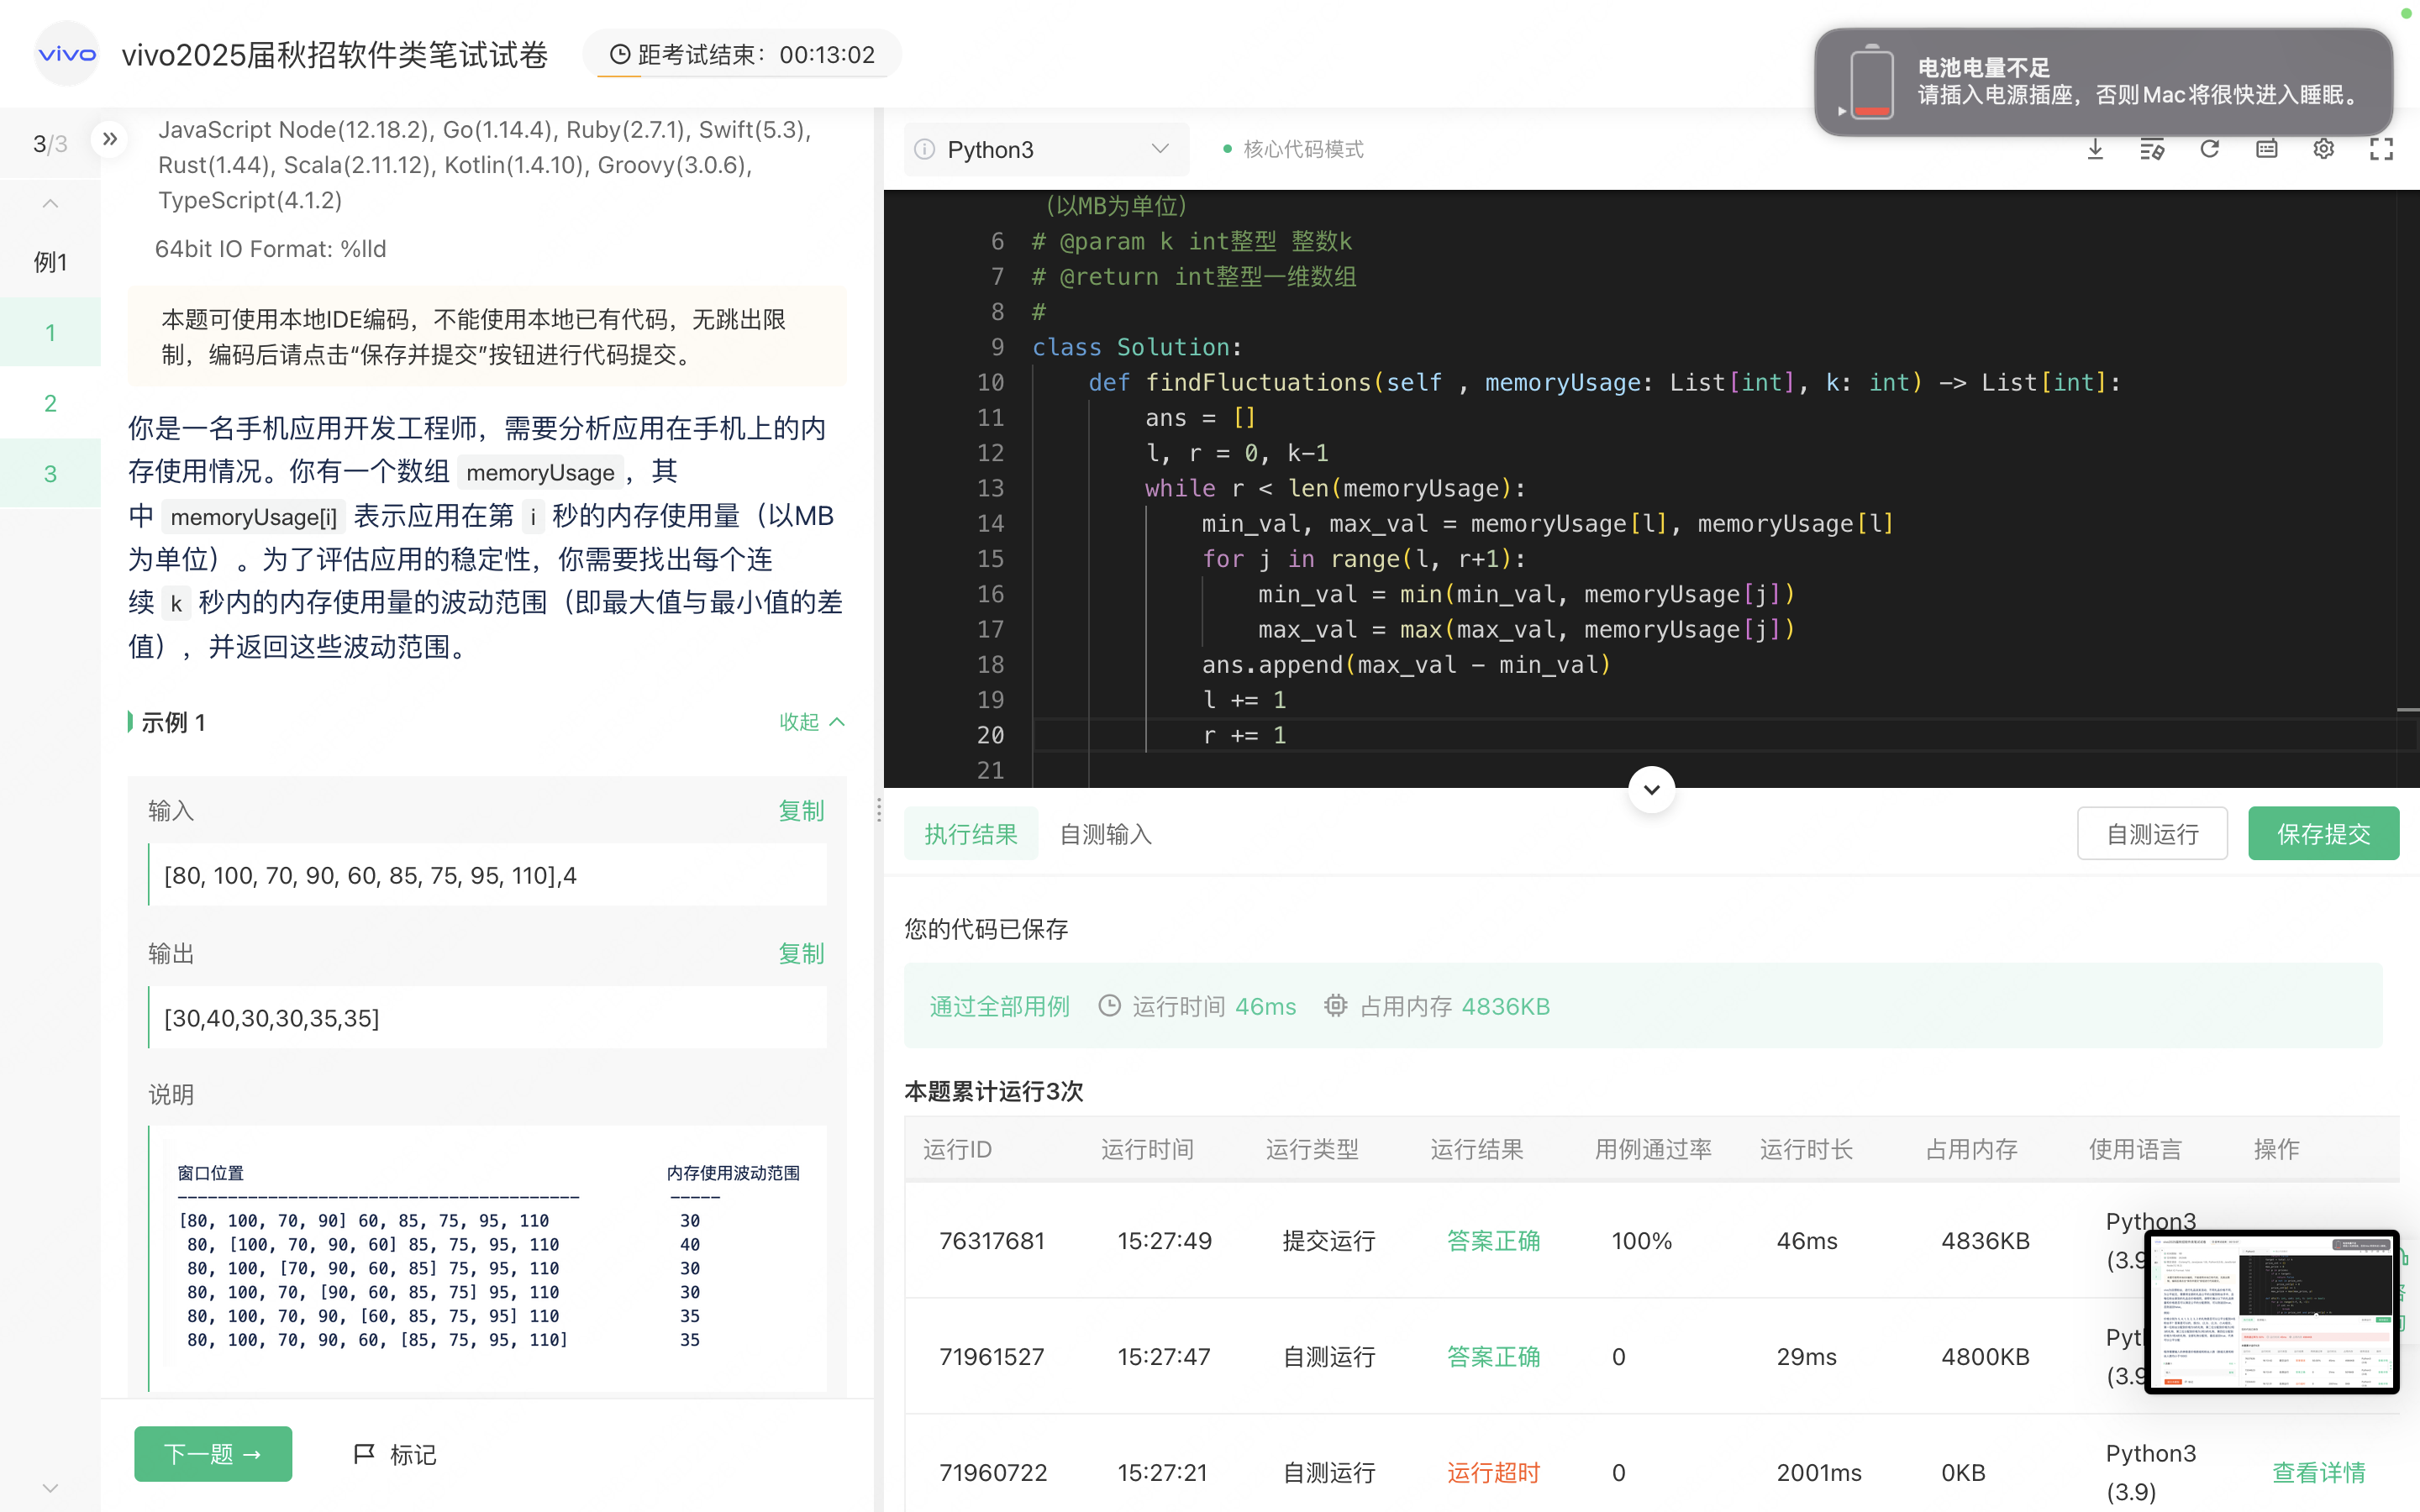 vivo
vivo2025届秋招软件类笔试试卷
距考试结束：00:13:02
电池电量不足
请插入电源插座，否则Mac将很快进入睡眠。
3/3
例1
1
2
3
JavaScript Node(12.18.2), Go(1.14.4), Ruby(2.7.1), Swift(5.3),
Rust(1.44), Scala(2.11.12), Kotlin(1.4.10), Groovy(3.0.6),
TypeScript(4.1.2)
64bit IO Format: %lld
本题可使用本地IDE编码，不能使用本地已有代码，无跳出限
制，编码后请点击“保存并提交”按钮进行代码提交。
你是一名手机应用开发工程师，需要分析应用在手机上的内
存使用情况。你有一个数组 memoryUsage ，其
中 memoryUsage[i] 表示应用在第 i 秒的内存使用量（以MB
为单位）。为了评估应用的稳定性，你需要找出每个连
续 k 秒内的内存使用量的波动范围（即最大值与最小值的差
值），并返回这些波动范围。
示例 1
收起
输入
复制
[80, 100, 70, 90, 60, 85, 75, 95, 110],4
输出
复制
[30,40,30,30,35,35]
说明
窗口位置 内存使用波动范围
---------------------------------------- -----
[80, 100, 70, 90] 60, 85, 75, 95, 110 30
80, [100, 70, 90, 60] 85, 75, 95, 110 40
80, 100, [70, 90, 60, 85] 75, 95, 110 30
80, 100, 70, [90, 60, 85, 75] 95, 110 30
80, 100, 70, 90, [60, 85, 75, 95] 110 35
80, 100, 70, 90, 60, [85, 75, 95, 110] 35
下一题 →
标记
Python3
核心代码模式
（以MB为单位）
6 # @param k int整型 整数k
7 # @return int整型一维数组
8 #
9 class Solution:
10 def findFluctuations(self , memoryUsage: List[int], k: int) -> List[int]:
11 ans = []
12 l, r = 0, k-1
13 while r < len(memoryUsage):
14 min_val, max_val = memoryUsage[l], memoryUsage[l]
15 for j in range(l, r+1):
16 min_val = min(min_val, memoryUsage[j])
17 max_val = max(max_val, memoryUsage[j])
18 ans.append(max_val - min_val)
19 l += 1
20 r += 1
21
执行结果
自测输入
自测运行
保存提交
您的代码已保存
通过全部用例 运行时间 46ms 占用内存 4836KB
本题累计运行3次
运行ID 运行时间 运行类型 运行结果 用例通过率 运行时长 占用内存 使用语言 操作
76317681 15:27:49 提交运行 答案正确 100% 46ms 4836KB Python3
(3.9
71961527 15:27:47 自测运行 答案正确 0 29ms 4800KB Pyt
(3.9
71960722 15:27:21 自测运行 运行超时 0 2001ms 0KB Python3
(3.9)
查看详情